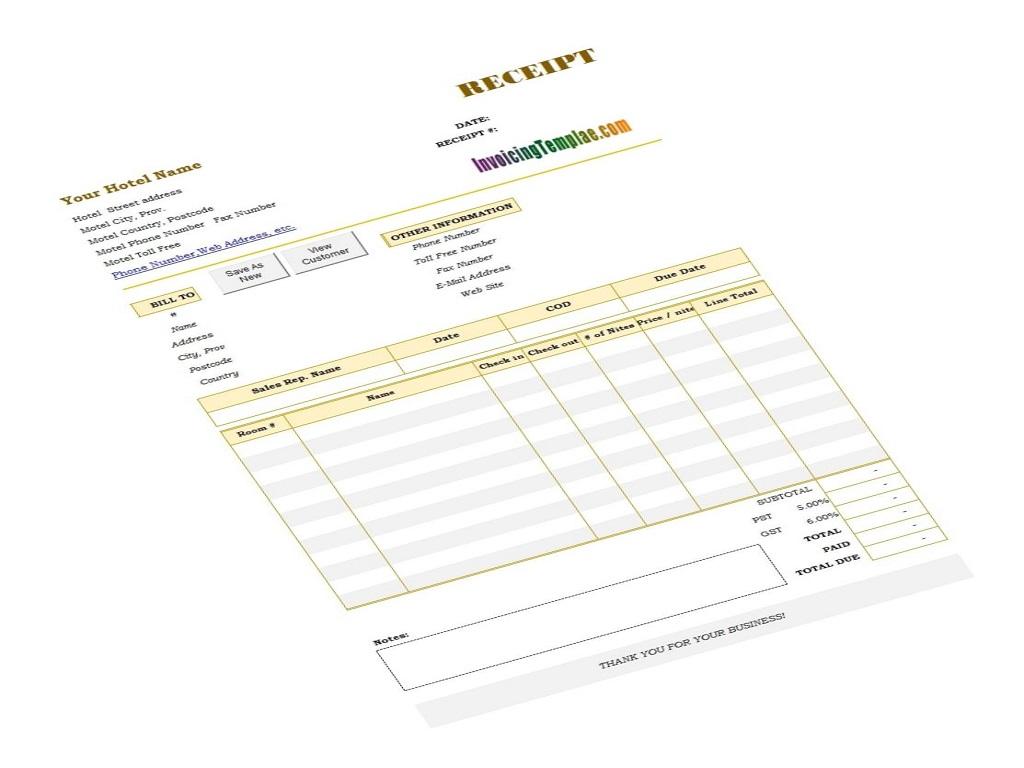 RECEIPT
DATE:
RECEIPT #:
InvoicingTemplae.com
Your Hotel Name
Hotel Street address
Motel City, Prov.
Motel Country, Postcode
Motel Phone Number Fax Number
Motel Toll Free
Phone Number,Web Address, etc.
Save As
New
View
Customer
BILL TO
#
Name
Address
City, Prov
Postcode
Country
OTHER INFORMATION
Phone Number
Toll Free Number
Fax Number
E-Mail Address
Web Site
Sales Rep. Name Date COD Due Date
Room # Name Check in Check out # of Nites Price / nite Line Total
SUBTOTAL -
PST 5.00% -
GST 6.00% -
TOTAL -
PAID -
TOTAL DUE -
Notes:
THANK YOU FOR YOUR BUSINESS!